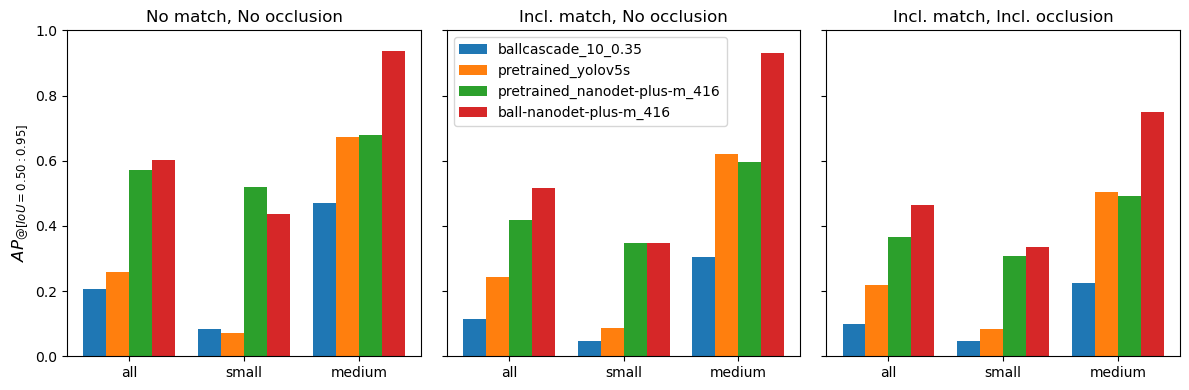 No match, No occlusion
Incl. match, No occlusion
Incl. match, Incl. occlusion
AP@[IoU=0.50:0.95]
1.0
0.8
0.6
0.4
0.2
0.0
ballcascade_10_0.35
pretrained_yolov5s
pretrained_nanodet-plus-m_416
ball-nanodet-plus-m_416
all small medium
all small medium
all small medium